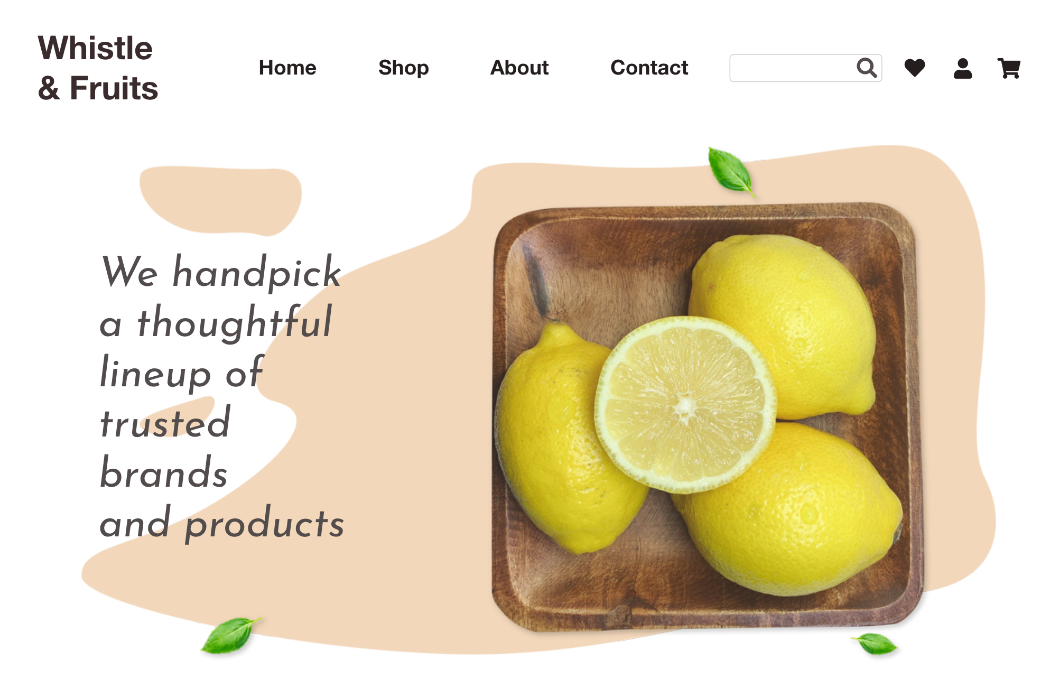 Whistle
& Fruits
Home Shop About Contact
We handpick
a thoughtful
lineup of
trusted
brands
and products